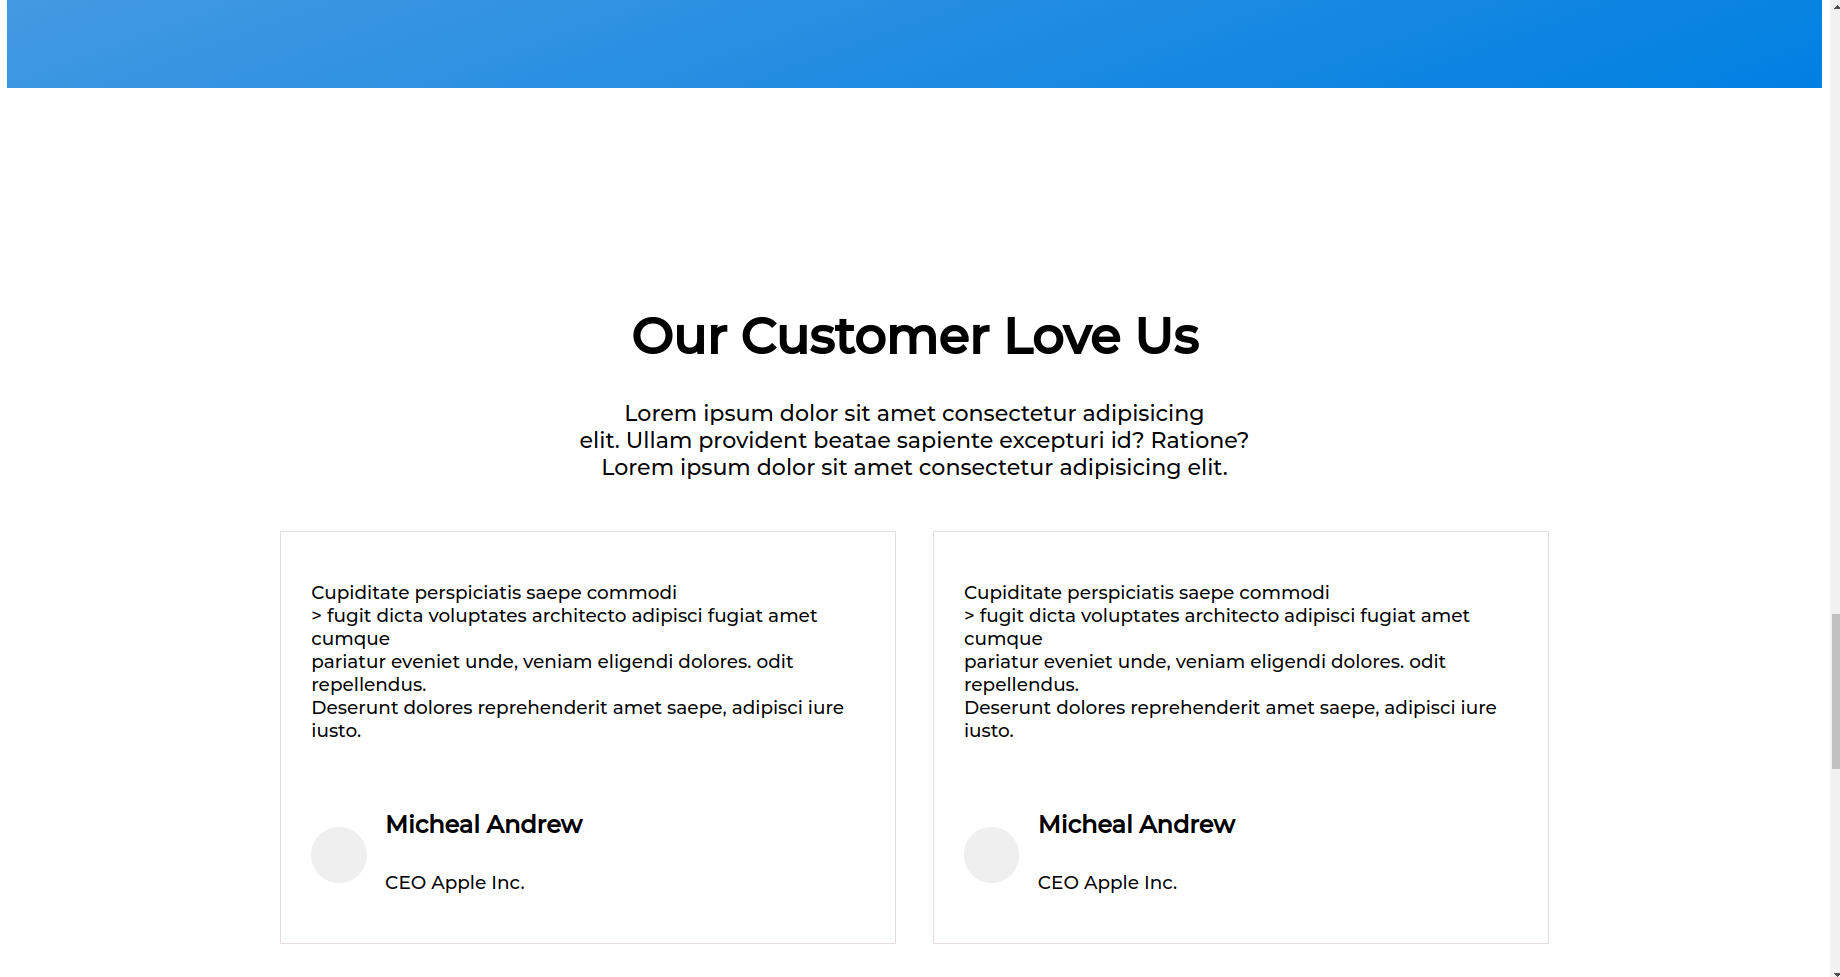 Our Customer Love Us
Lorem ipsum dolor sit amet consectetur adipisicing
elit. Ullam provident beatae sapiente excepturi id? Ratione?
Lorem ipsum dolor sit amet consectetur adipisicing elit.
Cupiditate perspiciatis saepe commodi
> fugit dicta voluptates architecto adipisci fugiat amet
cumque
pariatur eveniet unde, veniam eligendi dolores. odit
repellendus.
Deserunt dolores reprehenderit amet saepe, adipisci iure
iusto.
Micheal Andrew
CEO Apple Inc.
Cupiditate perspiciatis saepe commodi
> fugit dicta voluptates architecto adipisci fugiat amet
cumque
pariatur eveniet unde, veniam eligendi dolores. odit
repellendus.
Deserunt dolores reprehenderit amet saepe, adipisci iure
iusto.
Micheal Andrew
CEO Apple Inc.